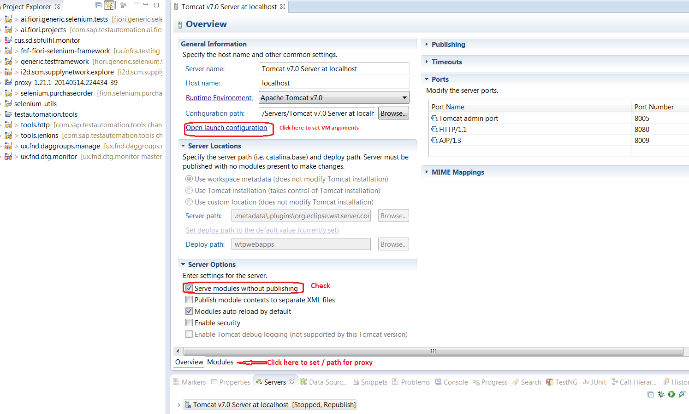 Project Explorer
Tomcat v7.0 Server at localhost
> ai.fiori.generic.selenium.tests [fiori.generic.selen
> ai.fiori.projects [com.sap.testautomation.ai.fio
cus.sd.sofulfil.monitor
> fnf-fiori-selenium-framework [ca.infra.testing
> generic.testframework [fiori.generic.seleniun
> i2d.scm.supplynetwork.explore [i2d.scm.sup
proxy-1.21.1-20140514.224434-39
> selenium.purchaseorder [fiori.selenium.purcha
selenium-utils
testautomation.tools
> tools.http [com.sap.testautomation.tools chan
> tools.jenkins [com.sap.testautomation.tools c
> ux.fnd.daggroups.manage [ux.fnd.daggroups.
> ux.fnd.dtg.monitor [ux.fnd.dtg.monitor master
Overview
General Information
Specify the host name and other common settings.
Server name: Tomcat v7.0 Server at localhost
Host name: localhost
Runtime Environment: Apache Tomcat v7.0
Configuration path: /Servers/Tomcat v7.0 Server at localh Browse...
Open launch configuration Click here to set VM arguments
Server Locations
Specify the server path (i.e. catalina.base) and deploy path. Server must be
published with no modules present to make changes.
Use workspace metadata (does not modify Tomcat installation)
Use Tomcat installation (takes control of Tomcat installation)
Use custom location (does not modify Tomcat installation)
Server path: .metadata\.plugins\org.eclipse.wst.server.cor Browse...
Set deploy path to the default value (currently set)
Deploy path: wtpwebapps Browse...
Server Options
Enter settings for the server.
Serve modules without publishing Check
Publish module contexts to separate XML files
Modules auto reload by default
Enable security
Enable Tomcat debug logging (not supported by this Tomcat version)
Publishing
Timeouts
Ports
Modify the server ports.
Port Name Port Number
Tomcat admin port 8005
HTTP/1.1 8080
AJP/1.3 8009
MIME Mappings
Overview Modules Click here to set / path for proxy
Markers Properties Servers Data Sourc... Snippets Problems Console Progress Search TestNG JUnit Call Hierar... Histor
Tomcat v7.0 Server at localhost [Stopped, Republish]